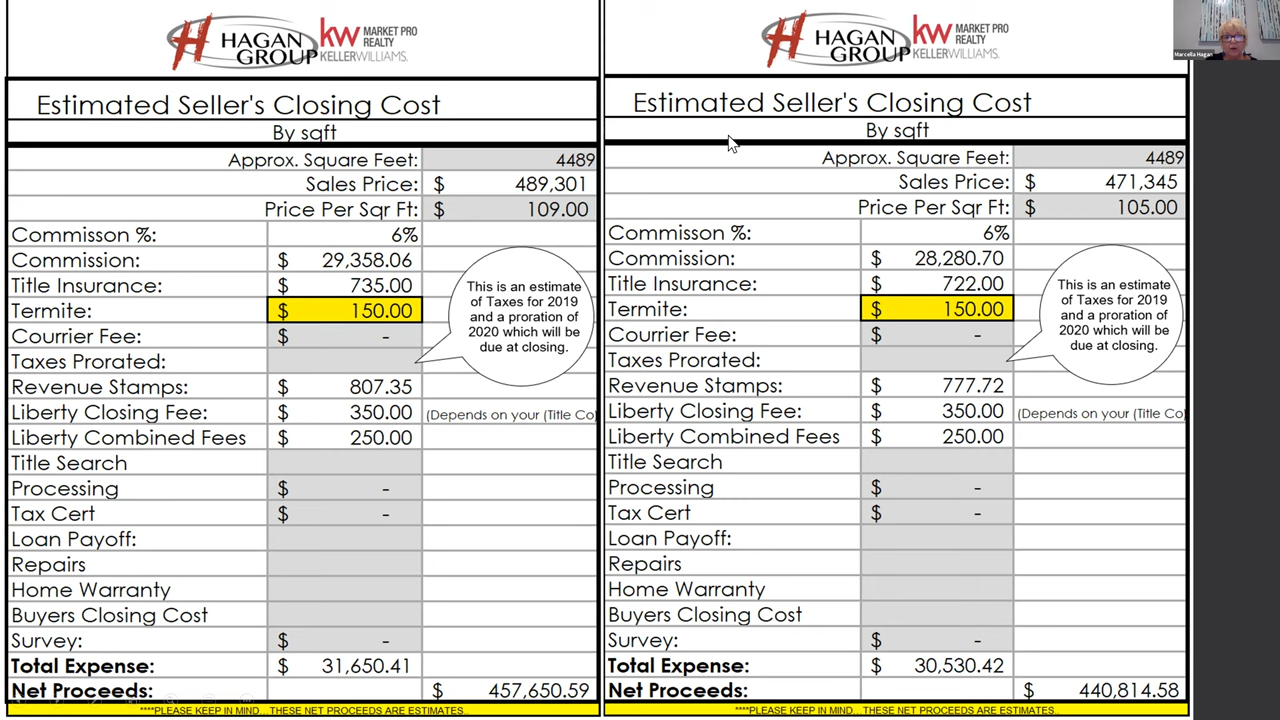 HAGAN GROUP
kw MARKET PRO REALTY
KELLERWILLIAMS.
Estimated Seller's Closing Cost
By sqft
Approx. Square Feet: 4489
Sales Price: $ 489,301
Price Per Sqr Ft: $ 109.00
Commisson %: 6%
Commission: $ 29,358.06
Title Insurance: $ 735.00
Termite: $ 150.00
Courrier Fee: $ -
Taxes Prorated:
Revenue Stamps: $ 807.35
Liberty Closing Fee: $ 350.00 (Depends on your (Title Co)
Liberty Combined Fees $ 250.00
Title Search
Processing $ -
Tax Cert $ -
Loan Payoff:
Repairs
Home Warranty
Buyers Closing Cost
Survey: $ -
Total Expense: $ 31,650.41
Net Proceeds: $ 457,650.59
This is an estimate
of Taxes for 2019
and a proration of
2020 which will be
due at closing.
****PLEASE KEEP IN MIND... THESE NET PROCEEDS ARE ESTIMATES..
HAGAN GROUP
kw MARKET PRO REALTY
KELLERWILLIAMS.
Estimated Seller's Closing Cost
By sqft
Approx. Square Feet: 4489
Sales Price: $ 471,345
Price Per Sqr Ft: $ 105.00
Commisson %: 6%
Commission: $ 28,280.70
Title Insurance: $ 722.00
Termite: $ 150.00
Courrier Fee: $ -
Taxes Prorated:
Revenue Stamps: $ 777.72
Liberty Closing Fee: $ 350.00 (Depends on your (Title Co)
Liberty Combined Fees $ 250.00
Title Search
Processing $ -
Tax Cert $ -
Loan Payoff:
Repairs
Home Warranty
Buyers Closing Cost
Survey: $ -
Total Expense: $ 30,530.42
Net Proceeds: $ 440,814.58
This is an estimate
of Taxes for 2019
and a proration of
2020 which will be
due at closing.
****PLEASE KEEP IN MIND... THESE NET PROCEEDS ARE ESTIMATES..
Marcella Hagan